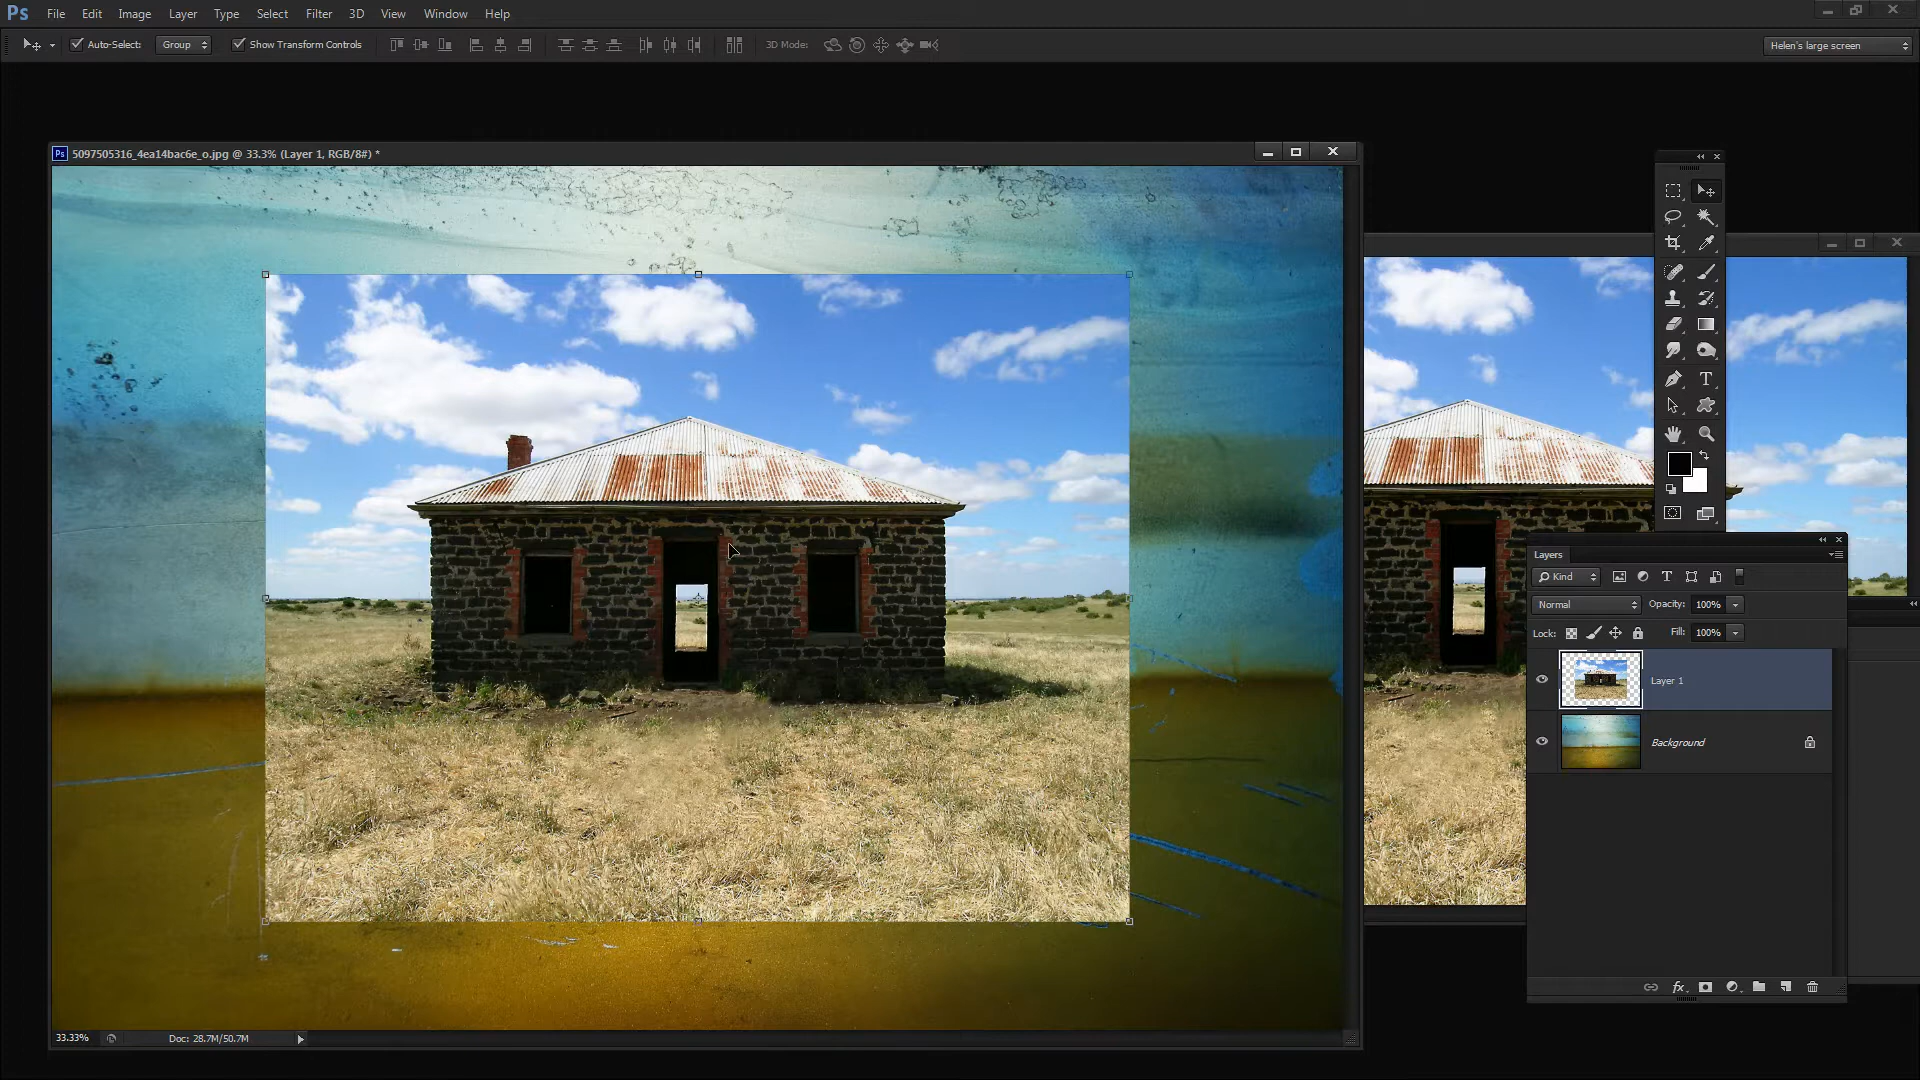 Ps File Edit Image Layer Type Select Filter 3D View Window Help
Auto-Select: Group Show Transform Controls 3D Mode: Helen's large screen
Ps 5097505316_4ea14bac6e_o.jpg @ 33.3% (Layer 1, RGB/8#) *
T
Layers
Kind T
Normal Opacity: 100%
Lock: Fill: 100%
Layer 1
Background
fx
33.33% Doc: 28.7M/50.7M